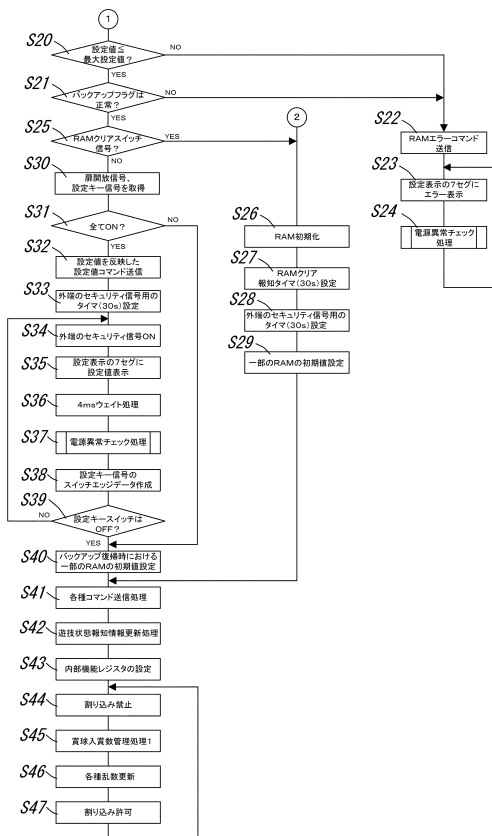 1
S20
設定値≦
最大設定値？
NO
YES
S21
バックアップフラグは
正常？
NO
YES
S25
RAMクリアスイッチ
信号？
YES
NO
S30
扉開放信号、
設定キー信号を取得
S31
全てON？
NO
YES
S32
設定値を反映した
設定値コマンド送信
S33
外端のセキュリティ信号用の
タイマ(30s)設定
S34
外端のセキュリティ信号ON
S35
設定表示の7セグに
設定値表示
S36
4msウェイト処理
S37
電源異常チェック処理
S38
設定キー信号の
スイッチエッジデータ作成
S39
設定キースイッチは
OFF？
NO
YES
S40
バックアップ復帰時における
一部のRAMの初期値設定
S41
各種コマンド送信処理
S42
遊技状態報知情報更新処理
S43
内部機能レジスタの設定
S44
割り込み禁止
S45
賞球入賞数管理処理1
S46
各種乱数更新
S47
割り込み許可
2
S26
RAM初期化
S27
RAMクリア
報知タイマ(30s)設定
S28
外端のセキュリティ信号用の
タイマ(30s)設定
S29
一部のRAMの初期値設定
S22
RAMエラーコマンド
送信
S23
設定表示の7セグに
エラー表示
S24
電源異常チェック
処理